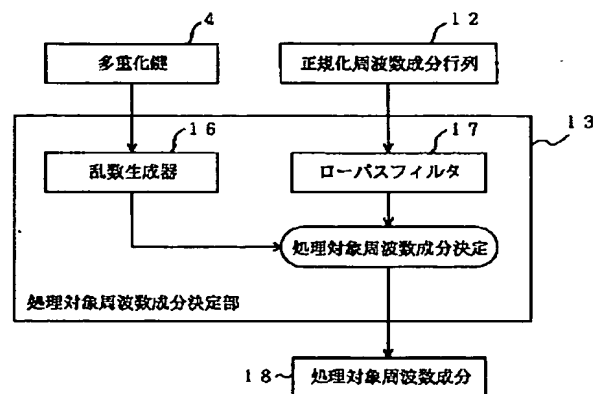 4
12
多重化鍵
正規化周波数成分行列
16
17
13
乱数生成器
ローパスフィルタ
処理対象周波数成分決定
処理対象周波数成分決定部
18
処理対象周波数成分